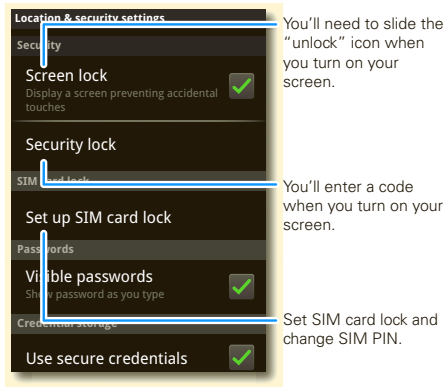 Location & security settings
Security
Screen lock
Display a screen preventing accidental
touches
Security lock
SIM card lock
Set up SIM card lock
Passwords
Visible passwords
Show password as you type
Credential storage
Use secure credentials
You’ll need to slide the
“unlock” icon when
you turn on your
screen.
You’ll enter a code
when you turn on your
screen.
Set SIM card lock and
change SIM PIN.